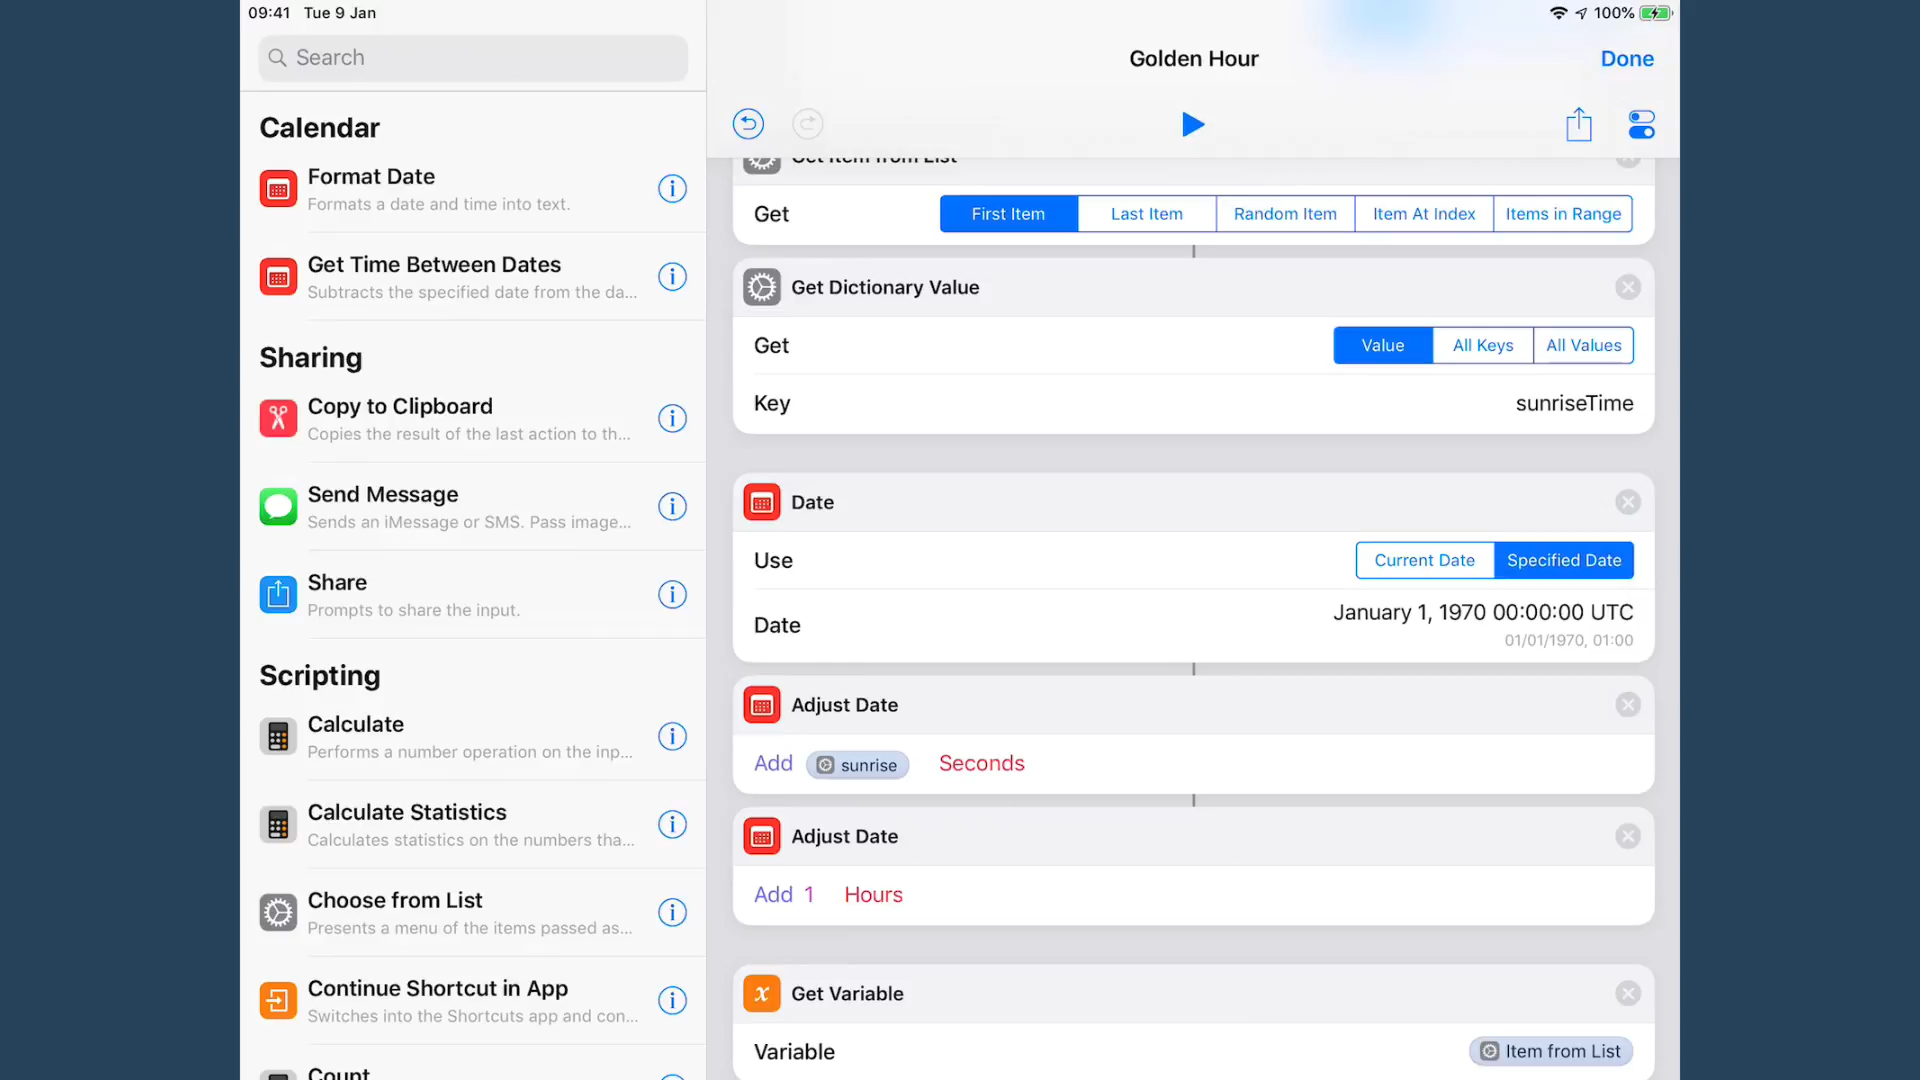 09:41 Tue 9 Jan
100%
Search
Golden Hour
Done
Calendar
Format Date
Formats a date and time into text.
Get Time Between Dates
Subtracts the specified date from the da...
Sharing
Copy to Clipboard
Copies the result of the last action to th...
Send Message
Sends an iMessage or SMS. Pass image...
Share
Prompts to share the input.
Scripting
Calculate
Performs a number operation on the inp...
Calculate Statistics
Calculates statistics on the numbers tha...
Choose from List
Presents a menu of the items passed as...
Continue Shortcut in App
Switches into the Shortcuts app and con...
Count
Get Item from List
Get First Item Last Item Random Item Item At Index Items in Range
Get Dictionary Value
Get Value All Keys All Values
Key sunriseTime
Date
Use Current Date Specified Date
Date January 1, 1970 00:00:00 UTC
01/01/1970, 01:00
Adjust Date
Add sunrise Seconds
Adjust Date
Add 1 Hours
x Get Variable
Variable Item from List